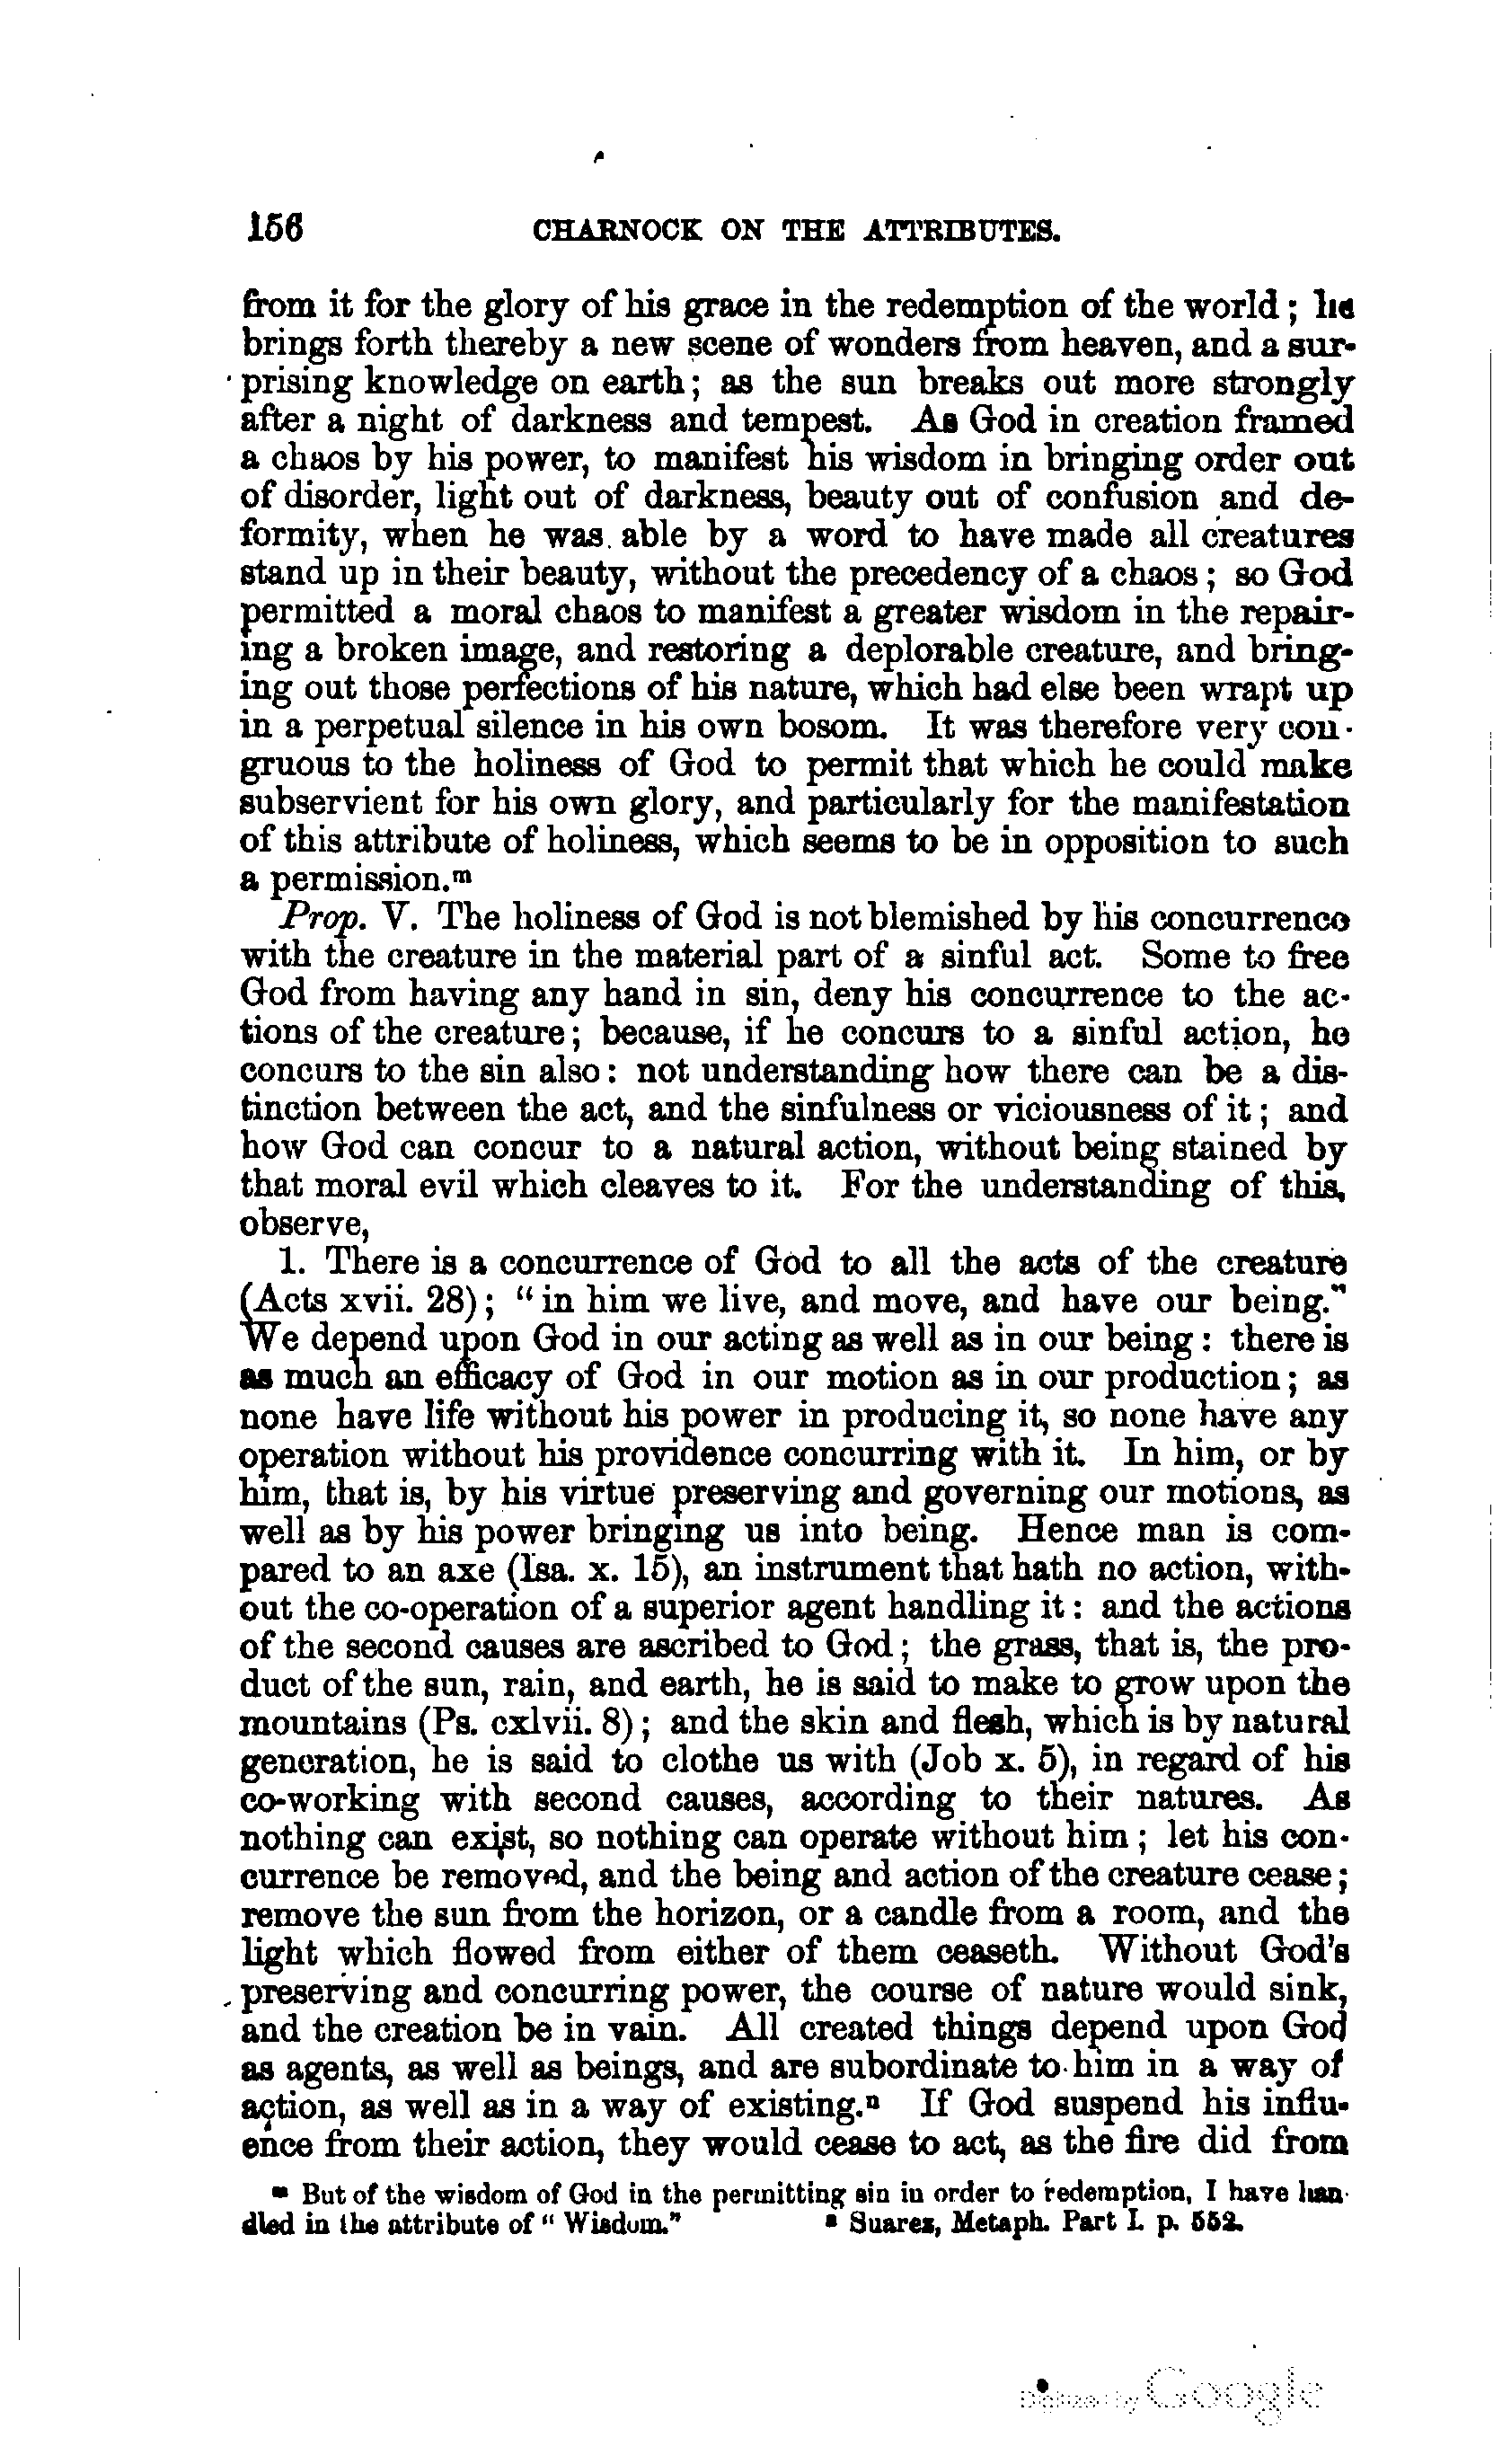 156 CHARNOCK ON THE ATTRIBUTES.
from it for the glory of his grace in the redemption of the world; he
brings forth thereby a new scene of wonders from heaven, and a sur-
prising knowledge on earth; as the sun breaks out more strongly
after a night of darkness and tempest. As God in creation framed
a chaos by his power, to manifest his wisdom in bringing order out
of disorder, light out of darkness, beauty out of confusion and de-
formity, when he was able by a word to have made all creatures
stand up in their beauty, without the precedency of a chaos; so God
permitted a moral chaos to manifest a greater wisdom in the repair-
ing a broken image, and restoring a deplorable creature, and bring-
ing out those perfections of his nature, which had else been wrapt up
in a perpetual silence in his own bosom. It was therefore very con-
gruous to the holiness of God to permit that which he could make
subservient for his own glory, and particularly for the manifestation
of this attribute of holiness, which seems to be in opposition to such
a permission.ᵐ
Prop. V. The holiness of God is not blemished by his concurrence
with the creature in the material part of a sinful act. Some to free
God from having any hand in sin, deny his concurrence to the ac-
tions of the creature; because, if he concurs to a sinful action, he
concurs to the sin also: not understanding how there can be a dis-
tinction between the act, and the sinfulness or viciousness of it; and
how God can concur to a natural action, without being stained by
that moral evil which cleaves to it. For the understanding of this,
observe,
1. There is a concurrence of God to all the acts of the creature
(Acts xvii. 28); "in him we live, and move, and have our being."
We depend upon God in our acting as well as in our being: there is
as much an efficacy of God in our motion as in our production; as
none have life without his power in producing it, so none have any
operation without his providence concurring with it. In him, or by
him, that is, by his virtue preserving and governing our motions, as
well as by his power bringing us into being. Hence man is com-
pared to an axe (Isa. x. 15), an instrument that hath no action, with-
out the co-operation of a superior agent handling it: and the actions
of the second causes are ascribed to God; the grass, that is, the pro-
duct of the sun, rain, and earth, he is said to make to grow upon the
mountains (Ps. cxlvii. 8); and the skin and flesh, which is by natural
generation, he is said to clothe us with (Job x. 5), in regard of his
co-working with second causes, according to their natures. As
nothing can exist, so nothing can operate without him; let his con-
currence be removed, and the being and action of the creature cease;
remove the sun from the horizon, or a candle from a room, and the
light which flowed from either of them ceaseth. Without God's
preserving and concurring power, the course of nature would sink,
and the creation be in vain. All created things depend upon God
as agents, as well as beings, and are subordinate to him in a way of
action, as well as in a way of existing.ⁿ If God suspend his influ-
ence from their action, they would cease to act, as the fire did from
ᵐ But of the wisdom of God in the permitting sin in order to redemption, I have han-
dled in the attribute of "Wisdom." ⁿ Suarez, Metaph. Part I. p. 552.
Digitized by Google